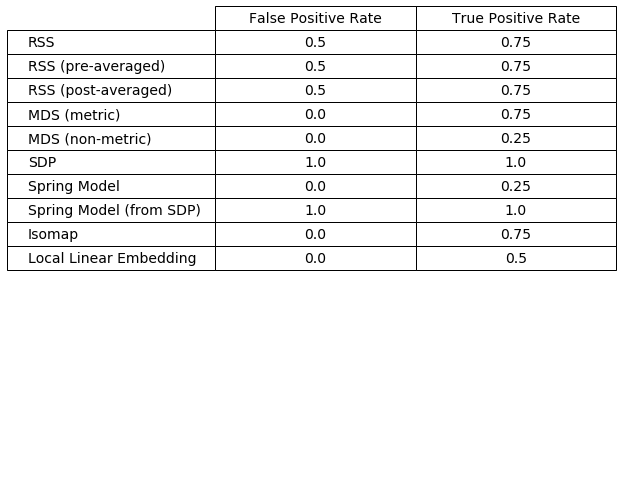 False Positive Rate True Positive Rate
RSS 0.5 0.75
RSS (pre-averaged) 0.5 0.75
RSS (post-averaged) 0.5 0.75
MDS (metric) 0.0 0.75
MDS (non-metric) 0.0 0.25
SDP 1.0 1.0
Spring Model 0.0 0.25
Spring Model (from SDP) 1.0 1.0
Isomap 0.0 0.75
Local Linear Embedding 0.0 0.5